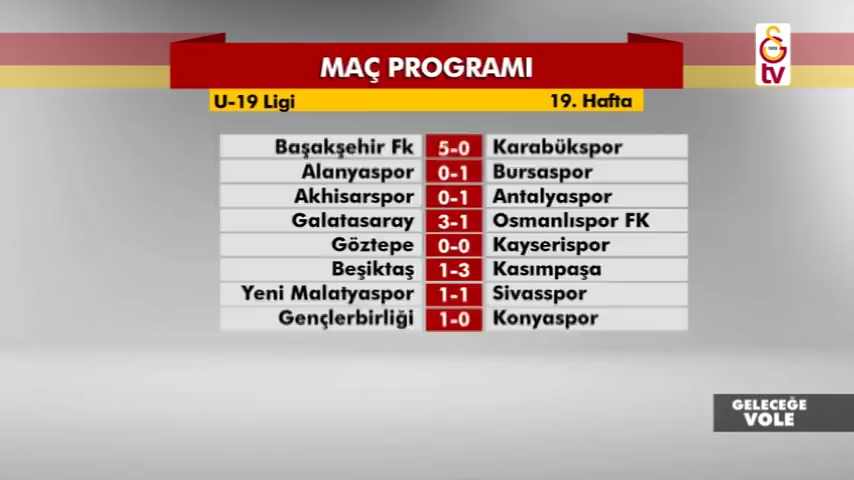 MAÇ PROGRAMI
tv
U-19 Ligi 19. Hafta
Başakşehir Fk 5-0 Karabükspor
Alanyaspor 0-1 Bursaspor
Akhisarspor 0-1 Antalyaspor
Galatasaray 3-1 Osmanlıspor FK
Göztepe 0-0 Kayserispor
Beşiktaş 1-3 Kasımpaşa
Yeni Malatyaspor 1-1 Sivasspor
Gençlerbirliği 1-0 Konyaspor
GELECEĞE
VOLE